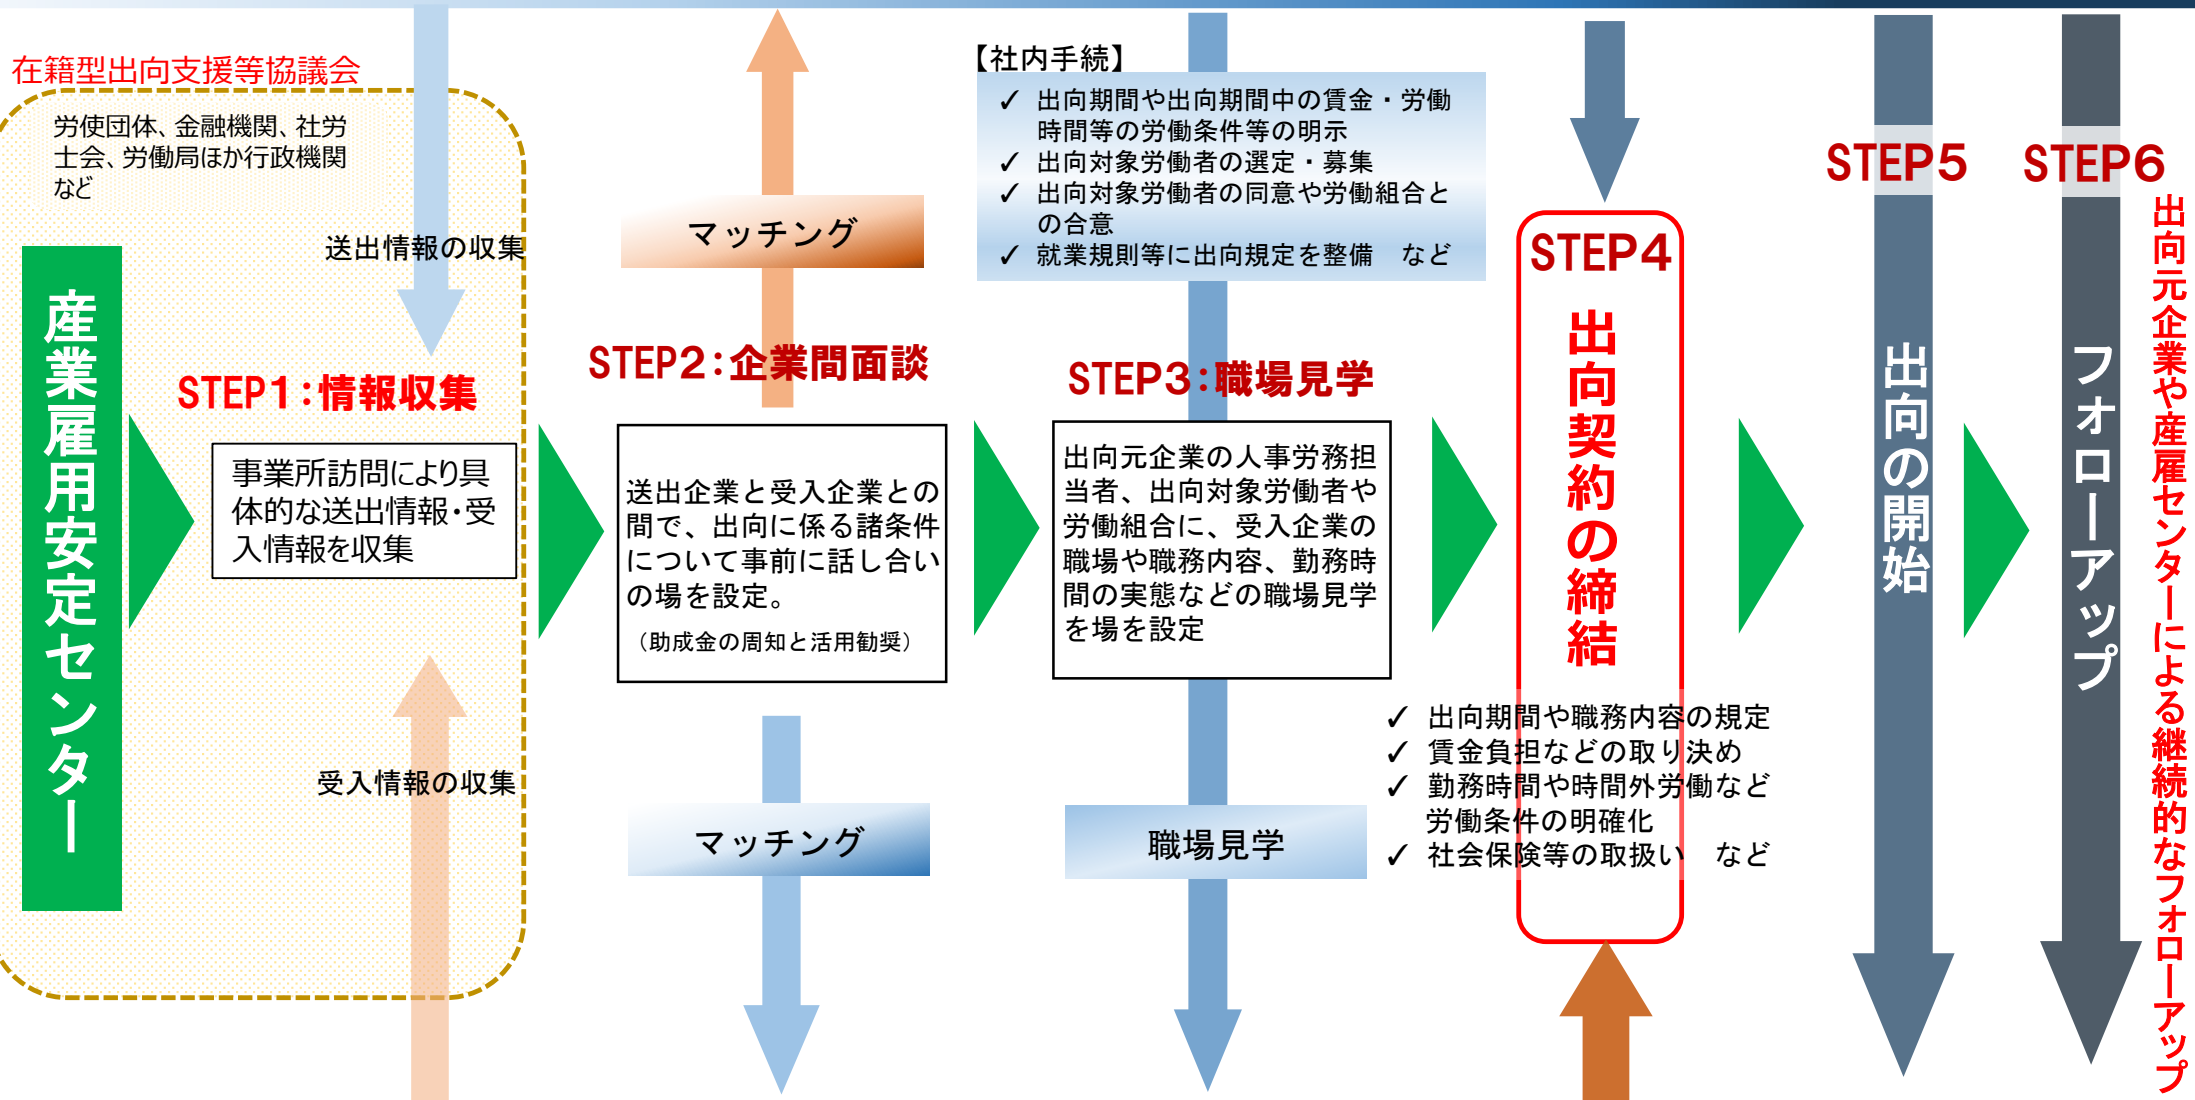 在籍型出向支援等協議会
労使団体、金融機関、社労
士会、労働局ほか行政機関
など
送出情報の収集
産業雇用安定センター
STEP1：情報収集
事業所訪問により具
体的な送出情報・受
入情報を収集
受入情報の収集
マッチング
STEP2：企業間面談
送出企業と受入企業との
間で、出向に係る諸条件
について事前に話し合い
の場を設定。
（助成金の周知と活用勧奨）
マッチング
【社内手続】
✓ 出向期間や出向期間中の賃金・労働
時間等の労働条件等の明示
✓ 出向対象労働者の選定・募集
✓ 出向対象労働者の同意や労働組合と
の合意
✓ 就業規則等に出向規定を整備　など
STEP3：職場見学
出向元企業の人事労務担
当者、出向対象労働者や
労働組合に、受入企業の
職場や職務内容、勤務時
間の実態などの職場見学
を場を設定
職場見学
STEP4
出向契約の締結
✓ 出向期間や職務内容の規定
✓ 賃金負担などの取り決め
✓ 勤務時間や時間外労働など
労働条件の明確化
✓ 社会保険等の取扱い　など
STEP5
出向の開始
STEP6
フォローアップ
出向元企業や産雇センターによる継続的なフォローアップ